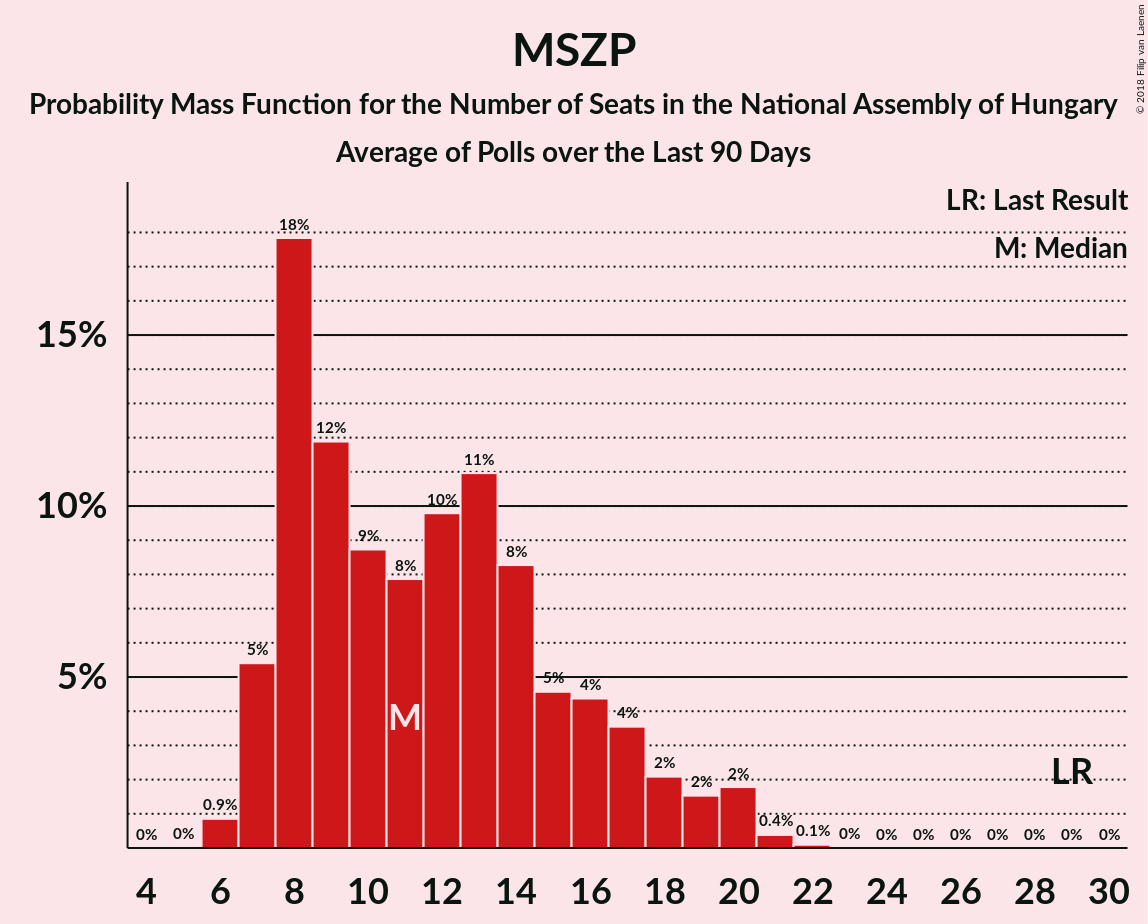 MSZP
Probability Mass Function for the Number of Seats in the National Assembly of Hungary
Average of Polls over the Last 90 Days
© 2018 Filip van Laenen
LR: Last Result
M: Median
15%
10%
5%
0% 0% 0.9% 5% 18% 12% 9% 8% 10% 11% 8% 5% 4% 4% 2% 2% 2% 0.4% 0.1% 0% 0% 0% 0% 0% 0% 0% 0%
M
LR
4 6 8 10 12 14 16 18 20 22 24 26 28 30